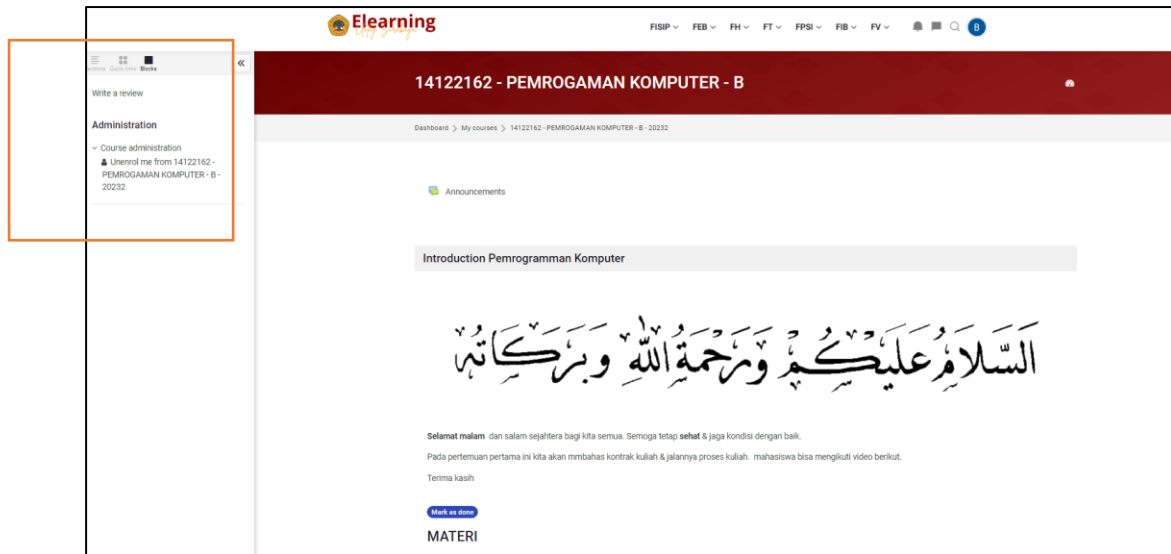 Elearning
FISIP FEB FH FT FPSI FIB FV B
Quick links Blocks
Write a review
Administration
Course administration
Unenrol me from 14122162 -
PEMROGAMAN KOMPUTER - B -
20232
14122162 - PEMROGAMAN KOMPUTER - B
Dashboard > My courses > 14122162 - PEMROGAMAN KOMPUTER - B - 20232
Announcements
Introduction Pemrogramman Komputer
اَلسَّلَامُ عَلَيْكُمْ وَرَحْمَةُ اللهِ وَبَرَكَاتُهُ
Selamat malam dan salam sejahtera bagi kita semua. Semoga tetap sehat & jaga kondisi dengan baik.
Pada pertemuan pertama ini kita akan mmbahas kontrak kuliah & jalannya proses kuliah. mahasiswa bisa mengikuti video berikut.
Terima kasih
Mark as done
MATERI